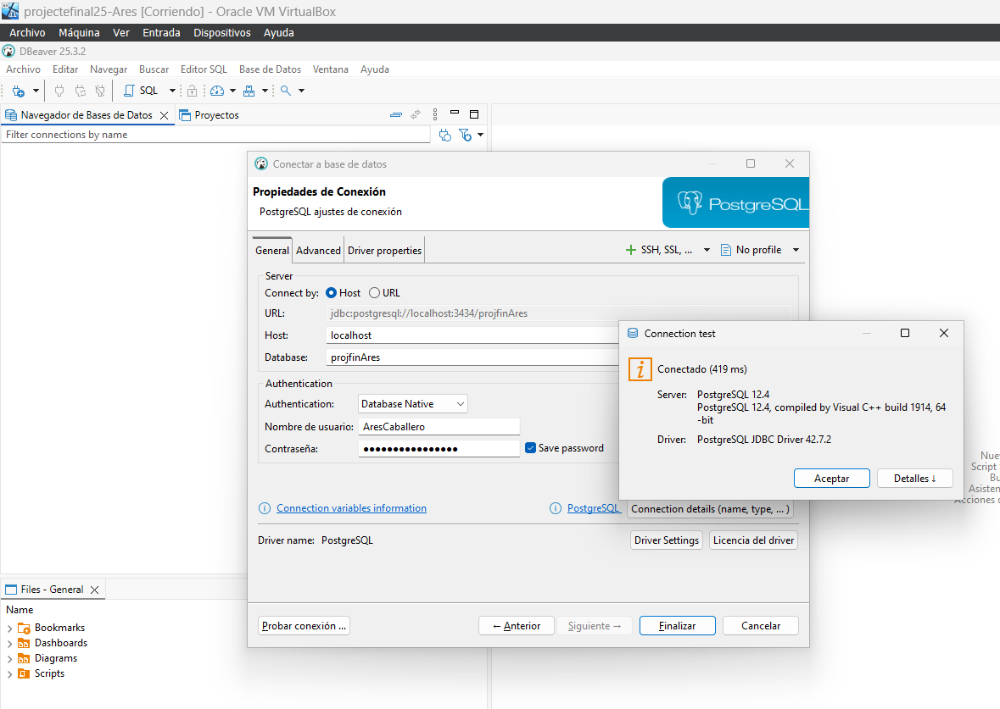 projectefinal25-Ares [Corriendo] - Oracle VM VirtualBox
Archivo Máquina Ver Entrada Dispositivos Ayuda
DBeaver 25.3.2
Archivo Editar Navegar Buscar Editor SQL Base de Datos Ventana Ayuda
SQL
Navegador de Bases de Datos Proyectos
Filter connections by name
Conectar a base de datos
Propiedades de Conexión
PostgreSQL ajustes de conexión
PostgreSQL
General Advanced Driver properties
SSH, SSL, ... No profile
Server
Connect by: Host URL
URL: jdbc:postgresql://localhost:3434/projfinAres
Host: localhost
Database: projfinAres
Authentication
Authentication: Database Native
Nombre de usuario: AresCaballero
Contraseña: ●●●●●●●●●●●●●●●● Save password
Connection variables information
PostgreSQL Connection details (name, type, ... )
Driver name: PostgreSQL
Driver Settings Licencia del driver
Probar conexión ... ← Anterior Siguiente → Finalizar Cancelar
Connection test
Conectado (419 ms)
Server: PostgreSQL 12.4
PostgreSQL 12.4, compiled by Visual C++ build 1914, 64
-bit
Driver: PostgreSQL JDBC Driver 42.7.2
Aceptar Detalles ↓
Nue
Script
Bu
Asisten
Acciones d
Files - General
Name
Bookmarks
Dashboards
Diagrams
Scripts